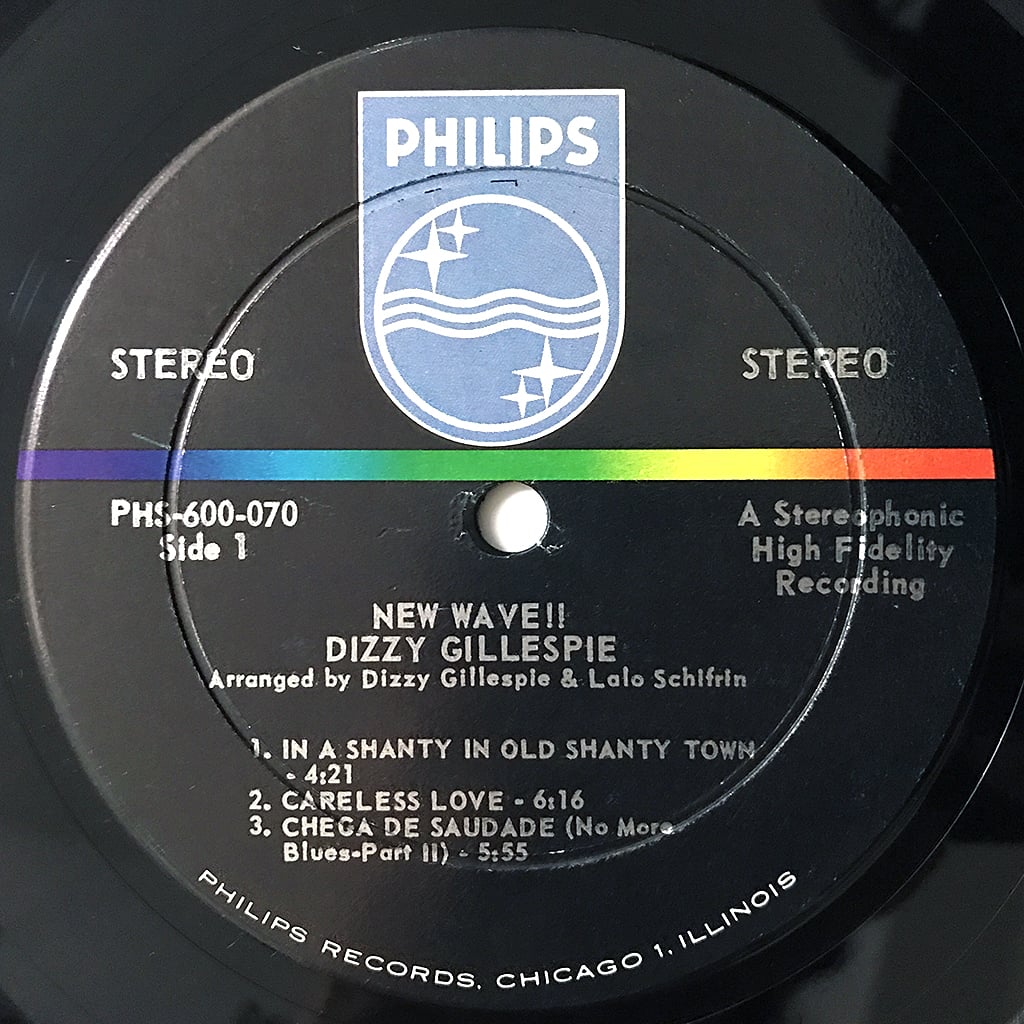 PHILIPS
STEREO
STEREO
PHS-600-070
Side 1
A Stereophonic
High Fidelity
Recording
NEW WAVE!!
DIZZY GILLESPIE
Arranged by Dizzy Gillespie & Lalo Schifrin
1. IN A SHANTY IN OLD SHANTY TOWN
- 4:21
2. CARELESS LOVE - 6:16
3. CHEGA DE SAUDADE (No More
Blues-Part II) - 5:55
PHILIPS RECORDS, CHICAGO 1, ILLINOIS